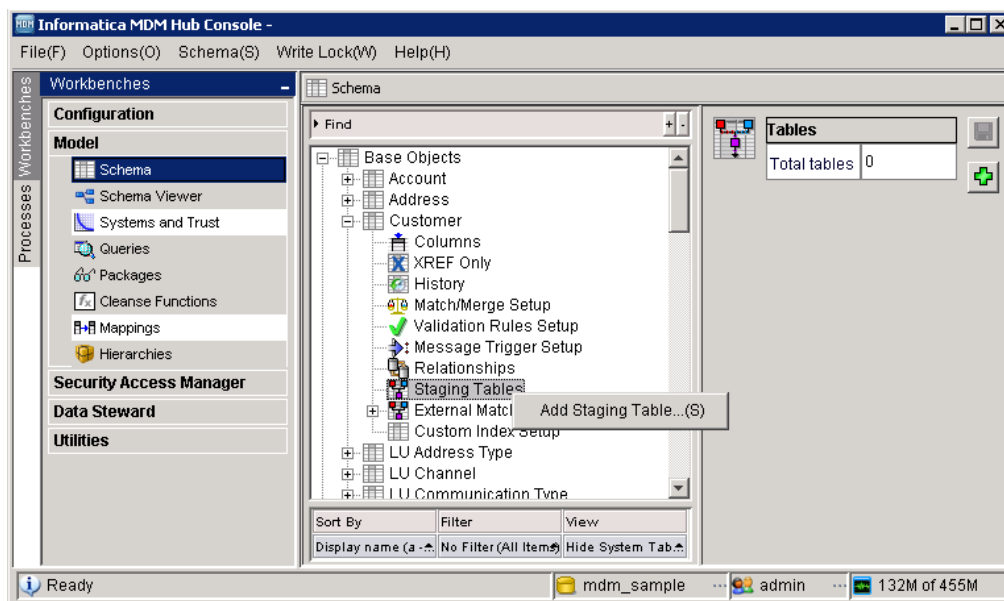 MDM Informatica MDM Hub Console -
File(F) Options(O) Schema(S) Write Lock(W) Help(H)
Processes Workbenches
Workbenches
Configuration
Model
Schema
Schema Viewer
Systems and Trust
Queries
Packages
fx Cleanse Functions
Mappings
Hierarchies
Security Access Manager
Data Steward
Utilities
Schema
Find
+ -
Base Objects
Account
Address
Customer
Columns
XREF Only
History
Match/Merge Setup
Validation Rules Setup
Message Trigger Setup
Relationships
Staging Tables
Add Staging Table...(S)
External Matc
Custom Index Setup
LU Address Type
LU Channel
LU Communication Type
Sort By Filter View
Display name (a - No Filter (All Items) Hide System Tab
Tables
Total tables 0
Ready mdm_sample ... admin ... 132M of 455M